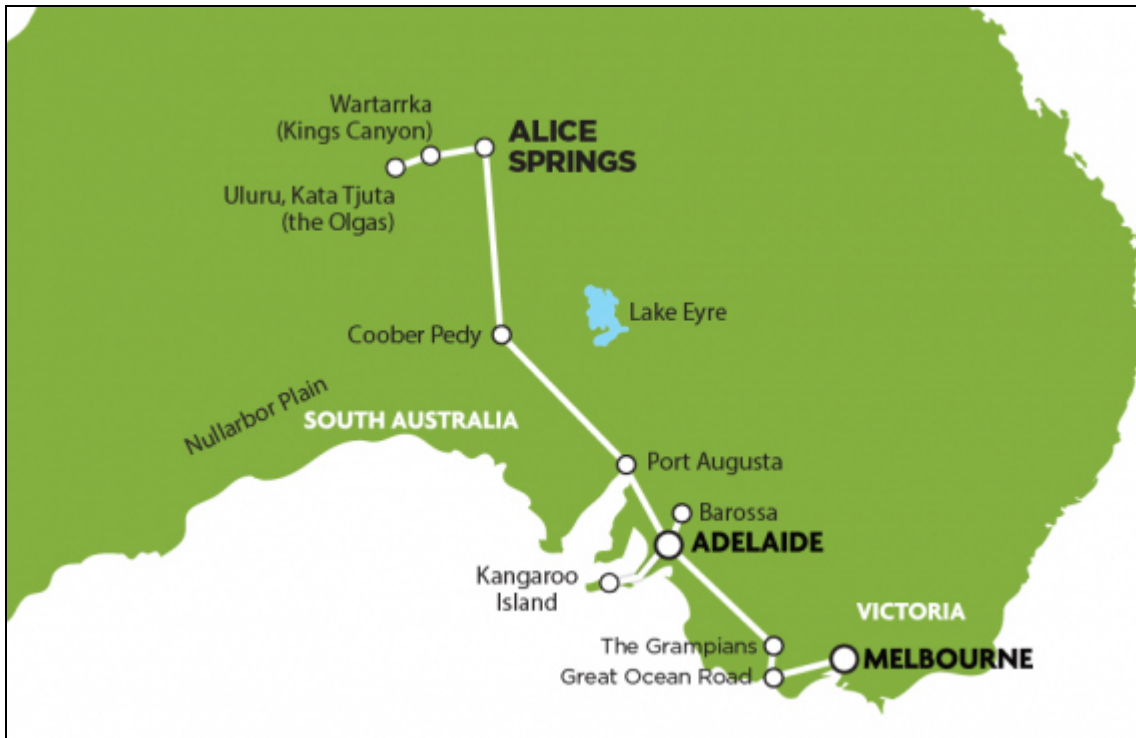 Wartarrka
(Kings Canyon)
ALICE
SPRINGS
Uluru, Kata Tjuta
(the Olgas)
Lake Eyre
Coober Pedy
Nullarbor Plain
SOUTH AUSTRALIA
Port Augusta
Barossa
ADELAIDE
Kangaroo
Island
VICTORIA
The Grampians
MELBOURNE
Great Ocean Road